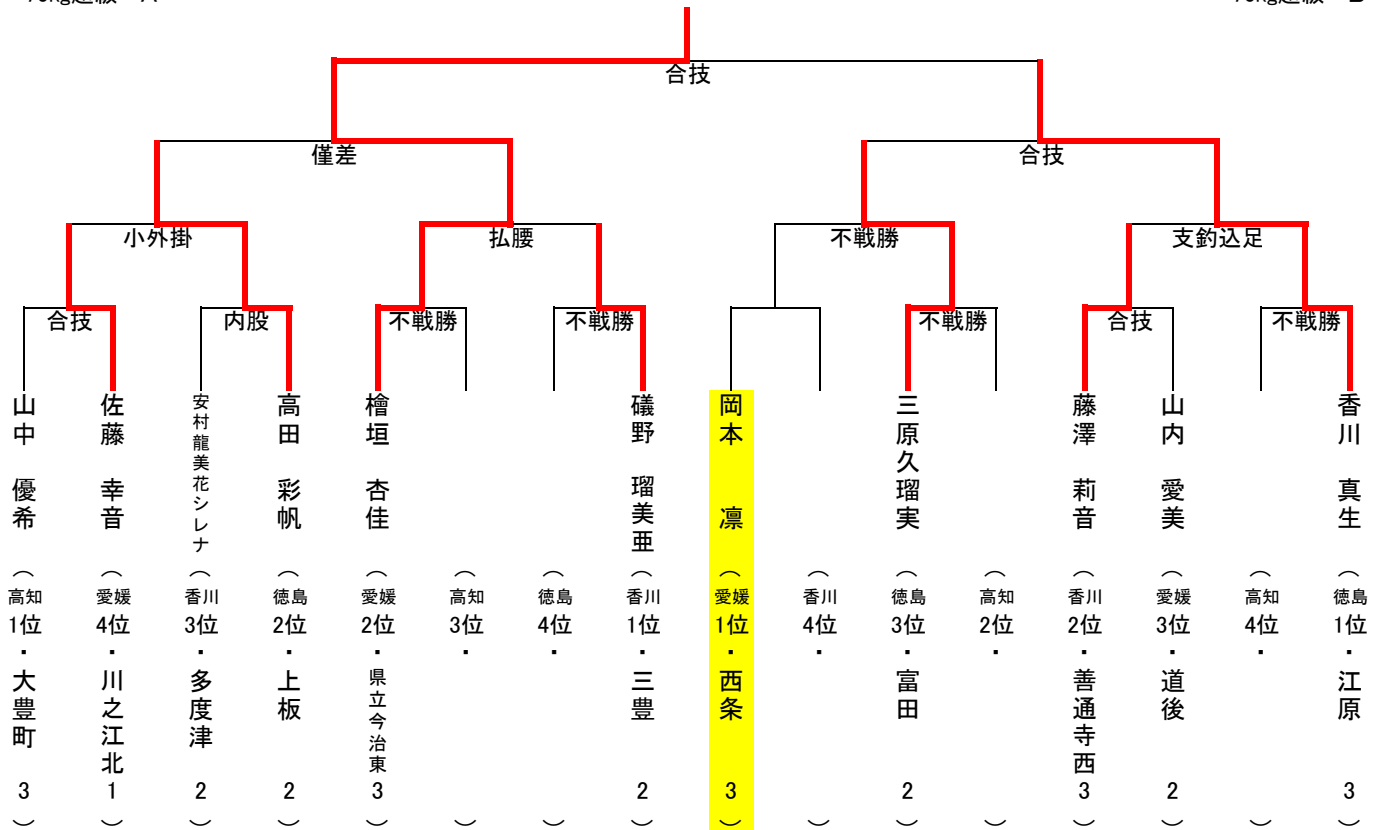 合技
僅差
合技
小外掛
払腰
不戦勝
支釣込足
合技
内股
不戦勝
不戦勝
不戦勝
合技
不戦勝
山中 優希 （高知1位・大豊町 3）
佐藤 幸音 （愛媛4位・川之江北 1）
安村龍美花シレナ （香川3位・多度津 2）
高田 彩帆 （徳島2位・上板 2）
檜垣 杏佳 （愛媛2位・県立今治東 3）
（高知3位・ ）
（徳島4位・ ）
磯野 瑠美亜 （香川1位・三豊 2）
岡本 凛 （愛媛1位・西条 3）
（香川4位・ ）
三原久瑠実 （徳島3位・富田 2）
（高知2位・ ）
藤澤 莉音 （香川2位・善通寺西 3）
山内 愛美 （愛媛3位・道後 2）
（高知4位・ ）
香川 真生 （徳島1位・江原 3）